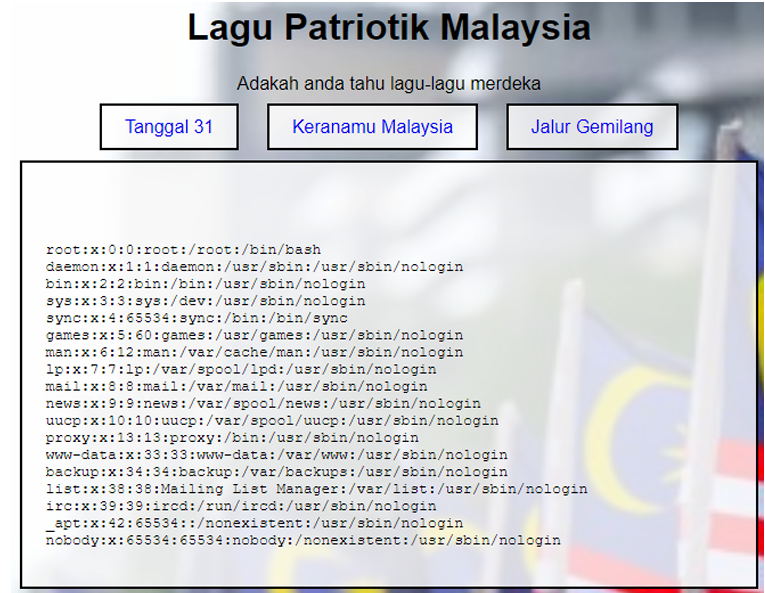 Lagu Patriotik Malaysia
Adakah anda tahu lagu-lagu merdeka
Tanggal 31
Keranamu Malaysia
Jalur Gemilang
root:x:0:0:root:/root:/bin/bash
daemon:x:1:1:daemon:/usr/sbin:/usr/sbin/nologin
bin:x:2:2:bin:/bin:/usr/sbin/nologin
sys:x:3:3:sys:/dev:/usr/sbin/nologin
sync:x:4:65534:sync:/bin:/bin/sync
games:x:5:60:games:/usr/games:/usr/sbin/nologin
man:x:6:12:man:/var/cache/man:/usr/sbin/nologin
lp:x:7:7:lp:/var/spool/lpd:/usr/sbin/nologin
mail:x:8:8:mail:/var/mail:/usr/sbin/nologin
news:x:9:9:news:/var/spool/news:/usr/sbin/nologin
uucp:x:10:10:uucp:/var/spool/uucp:/usr/sbin/nologin
proxy:x:13:13:proxy:/bin:/usr/sbin/nologin
www-data:x:33:33:www-data:/var/www:/usr/sbin/nologin
backup:x:34:34:backup:/var/backups:/usr/sbin/nologin
list:x:38:38:Mailing List Manager:/var/list:/usr/sbin/nologin
irc:x:39:39:ircd:/run/ircd:/usr/sbin/nologin
_apt:x:42:65534::/nonexistent:/usr/sbin/nologin
nobody:x:65534:65534:nobody:/nonexistent:/usr/sbin/nologin